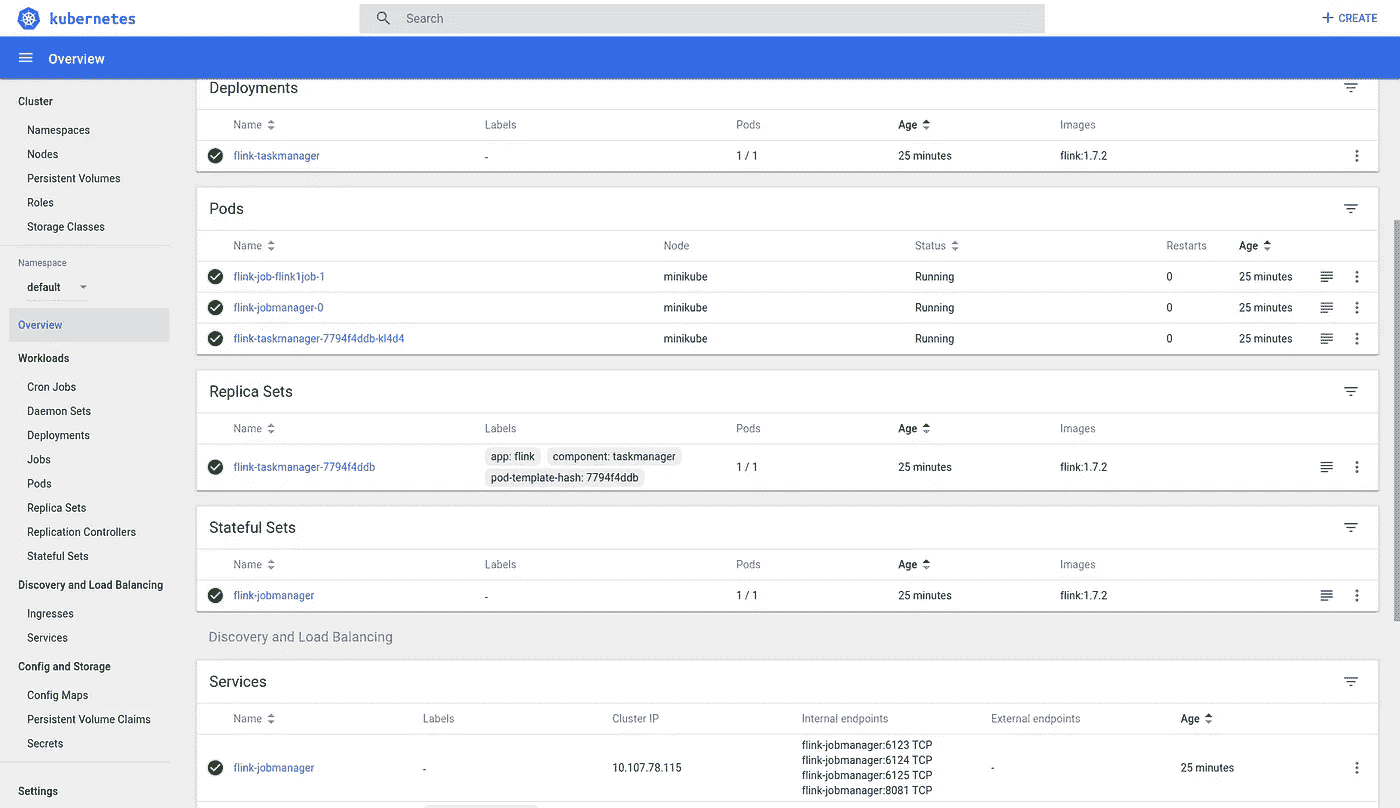 kubernetes
Search
+ CREATE
Overview
Cluster
Namespaces
Nodes
Persistent Volumes
Roles
Storage Classes
Namespace
default
Overview
Workloads
Cron Jobs
Daemon Sets
Deployments
Jobs
Pods
Replica Sets
Replication Controllers
Stateful Sets
Discovery and Load Balancing
Ingresses
Services
Config and Storage
Config Maps
Persistent Volume Claims
Secrets
Settings
Deployments
Name Labels Pods Age Images
flink-taskmanager - 1 / 1 25 minutes flink:1.7.2
Pods
Name Node Status Restarts Age
flink-job-flink1job-1 minikube Running 0 25 minutes
flink-jobmanager-0 minikube Running 0 25 minutes
flink-taskmanager-7794f4ddb-kl4d4 minikube Running 0 25 minutes
Replica Sets
Name Labels Pods Age Images
flink-taskmanager-7794f4ddb app: flink component: taskmanager 1 / 1 25 minutes flink:1.7.2
pod-template-hash: 7794f4ddb
Stateful Sets
Name Labels Pods Age Images
flink-jobmanager - 1 / 1 25 minutes flink:1.7.2
Discovery and Load Balancing
Services
Name Labels Cluster IP Internal endpoints External endpoints Age
flink-jobmanager - 10.107.78.115 flink-jobmanager:6123 TCP - 25 minutes
flink-jobmanager:6124 TCP
flink-jobmanager:6125 TCP
flink-jobmanager:8081 TCP